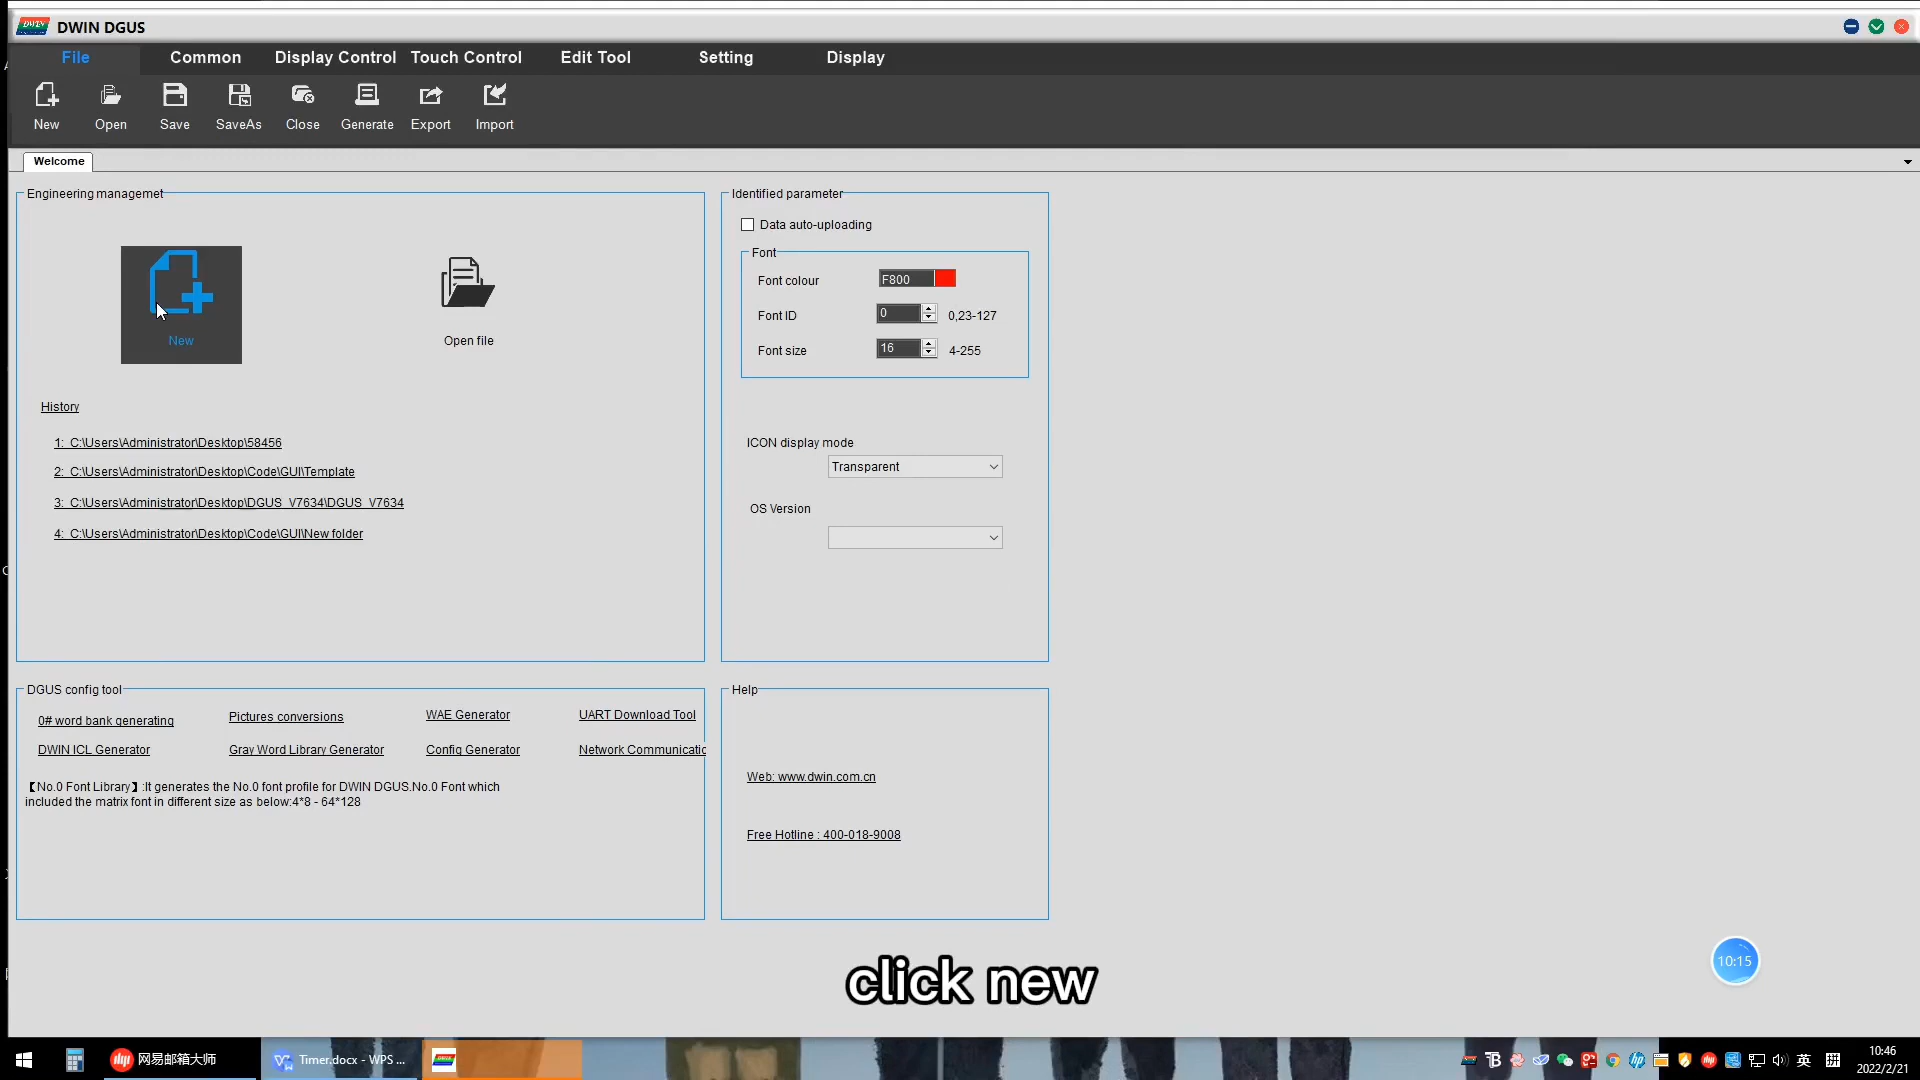 DWIN DGUS
File Common Display Control Touch Control Edit Tool Setting Display
New Open Save SaveAs Close Generate Export Import
Welcome
Engineering managemet
New
Open file
History
1: C:\Users\Administrator\Desktop\58456
2: C:\Users\Administrator\Desktop\Code\GUI\Template
3: C:\Users\Administrator\Desktop\DGUS_V7634\DGUS_V7634
4: C:\Users\Administrator\Desktop\Code\GUI\New folder
Identified parameter
Data auto-uploading
Font
Font colour F800
Font ID 0 0,23-127
Font size 16 4-255
ICON display mode
Transparent
OS Version
DGUS config tool
0# word bank generating Pictures conversions WAE Generator UART Download Tool
DWIN ICL Generator Gray Word Library Generator Config Generator Network Communicatio
【No.0 Font Library】:It generates the No.0 font profile for DWIN DGUS.No.0 Font which
included the matrix font in different size as below:4*8 - 64*128
Help
Web: www.dwin.com.cn
Free Hotline : 400-018-9008
10:15
click new
网易邮箱大师 Timer.docx - WPS ... 英
10:46
2022/2/21